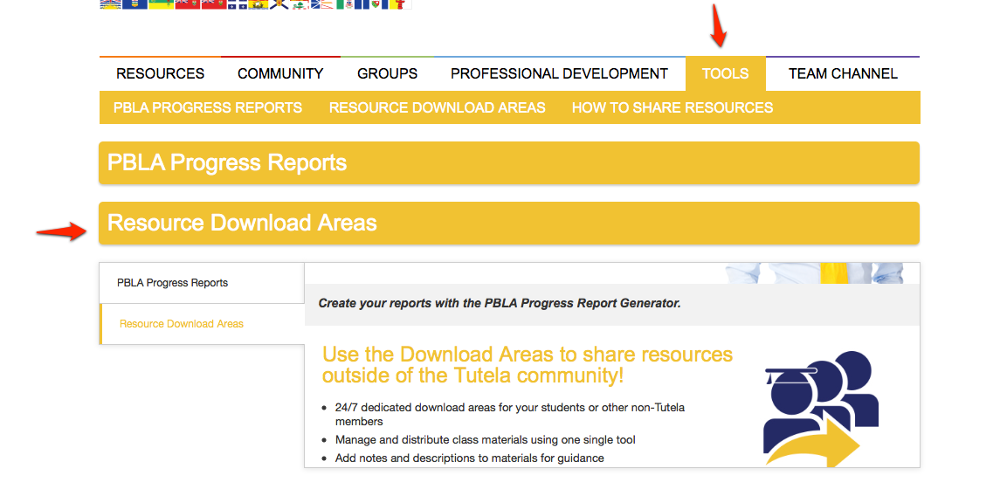 RESOURCES COMMUNITY GROUPS PROFESSIONAL DEVELOPMENT TOOLS TEAM CHANNEL
PBLA PROGRESS REPORTS RESOURCE DOWNLOAD AREAS HOW TO SHARE RESOURCES
PBLA Progress Reports
Resource Download Areas
PBLA Progress Reports
Resource Download Areas
Create your reports with the PBLA Progress Report Generator.
Use the Download Areas to share resources
outside of the Tutela community!
24/7 dedicated download areas for your students or other non-Tutela
members
Manage and distribute class materials using one single tool
Add notes and descriptions to materials for guidance